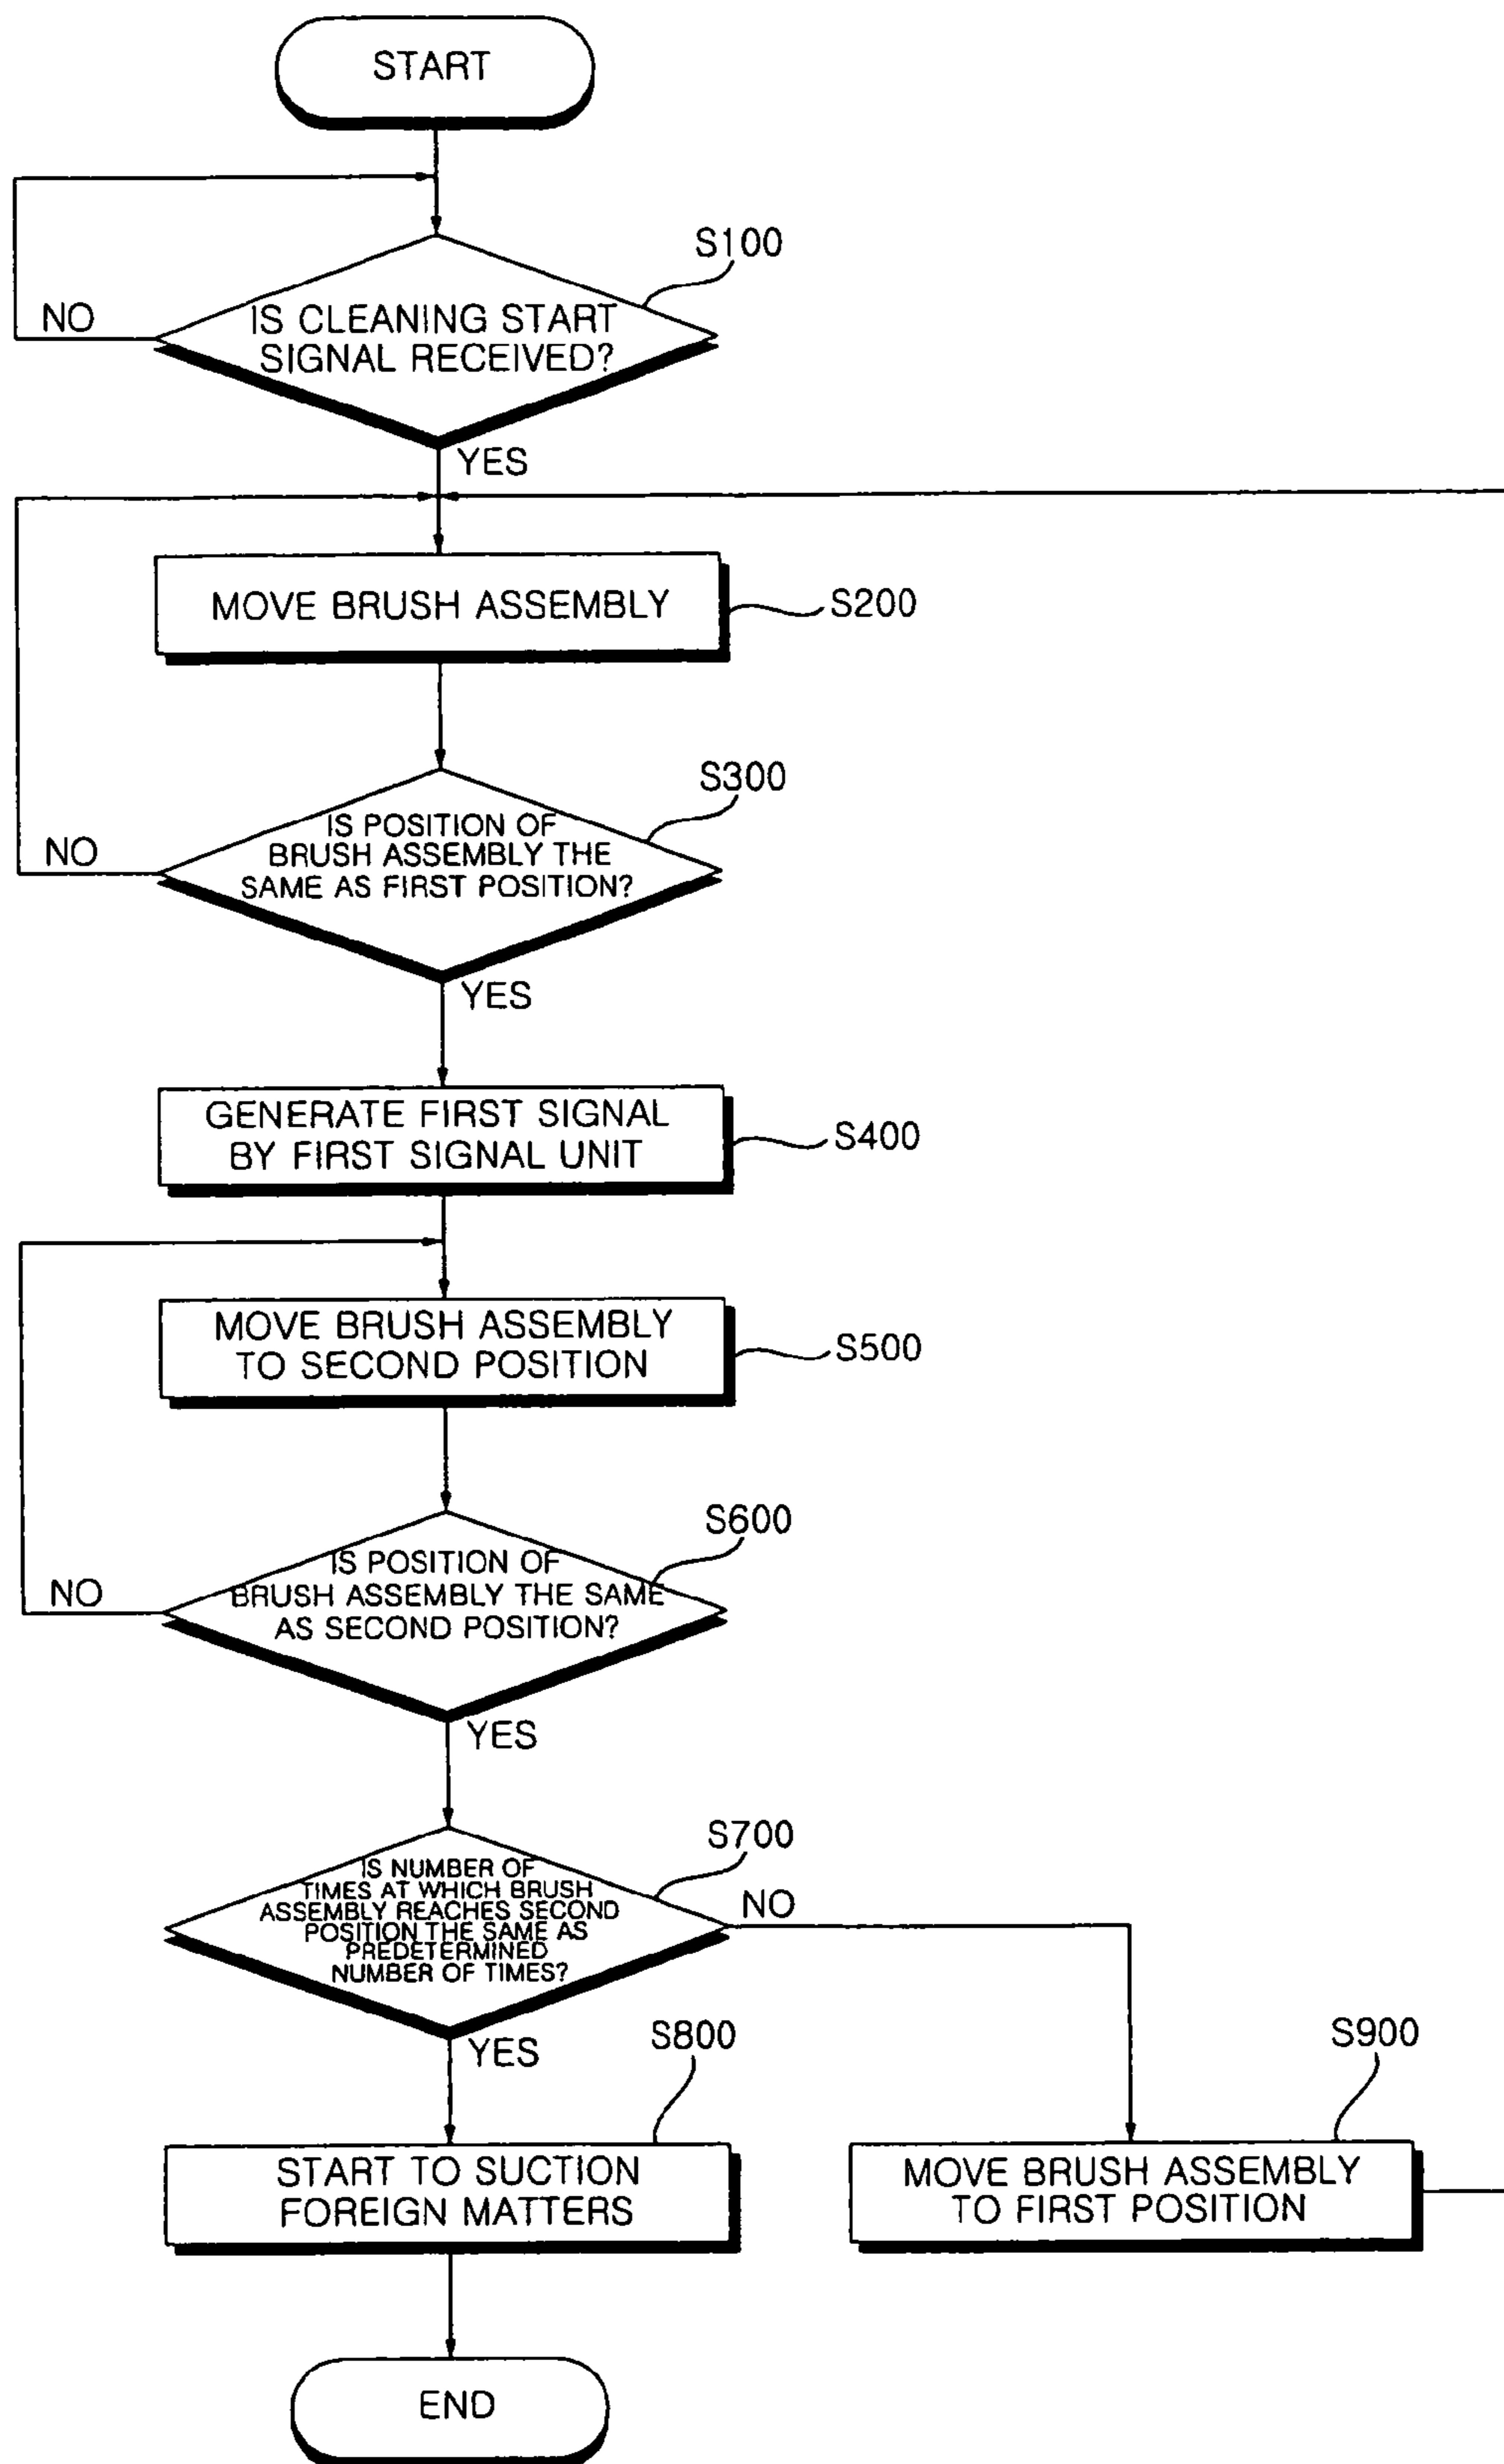 START
S100
NO
IS CLEANING START
SIGNAL RECEIVED?
YES
MOVE BRUSH ASSEMBLY
S200
S300
NO
IS POSITION OF
BRUSH ASSEMBLY THE
SAME AS FIRST POSITION?
YES
GENERATE FIRST SIGNAL
BY FIRST SIGNAL UNIT
S400
MOVE BRUSH ASSEMBLY
TO SECOND POSITION
S500
S600
NO
IS POSITION OF
BRUSH ASSEMBLY THE SAME
AS SECOND POSITION?
YES
S700
IS NUMBER OF
TIMES AT WHICH BRUSH
ASSEMBLY REACHES SECOND
POSITION THE SAME AS
PREDETERMINED
NUMBER OF TIMES?
NO
YES
S800
S900
START TO SUCTION
FOREIGN MATTERS
MOVE BRUSH ASSEMBLY
TO FIRST POSITION
END